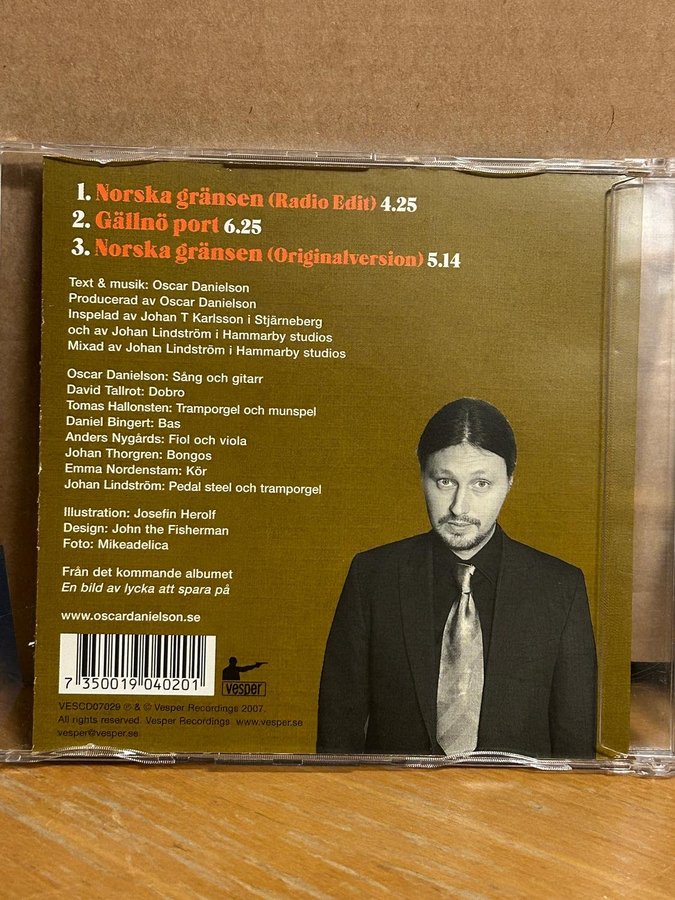 1. Norska gränsen (Radio Edit) 4.25
2. Gällnö port 6.25
3. Norska gränsen (Originalversion) 5.14
Text & musik: Oscar Danielson
Producerad av Oscar Danielson
Inspelad av Johan T Karlsson i Stjärneberg
och av Johan Lindström i Hammarby studios
Mixad av Johan Lindström i Hammarby studios
Oscar Danielson: Sång och gitarr
David Tallrot: Dobro
Tomas Hallonsten: Tramporgel och munspel
Daniel Bingert: Bas
Anders Nygårds: Fiol och viola
Johan Thorgren: Bongos
Emma Nordenstam: Kör
Johan Lindström: Pedal steel och tramporgel
Illustration: Josefin Herolf
Design: John the Fisherman
Foto: Mikeadelica
Från det kommande albumet
En bild av lycka att spara på
www.oscardanielson.se
7 350019 040201
vesper
VESCD07029 ℗ & © Vesper Recordings 2007.
All rights reserved Vesper Recordings www.vesper.se
vesper@vesper.se